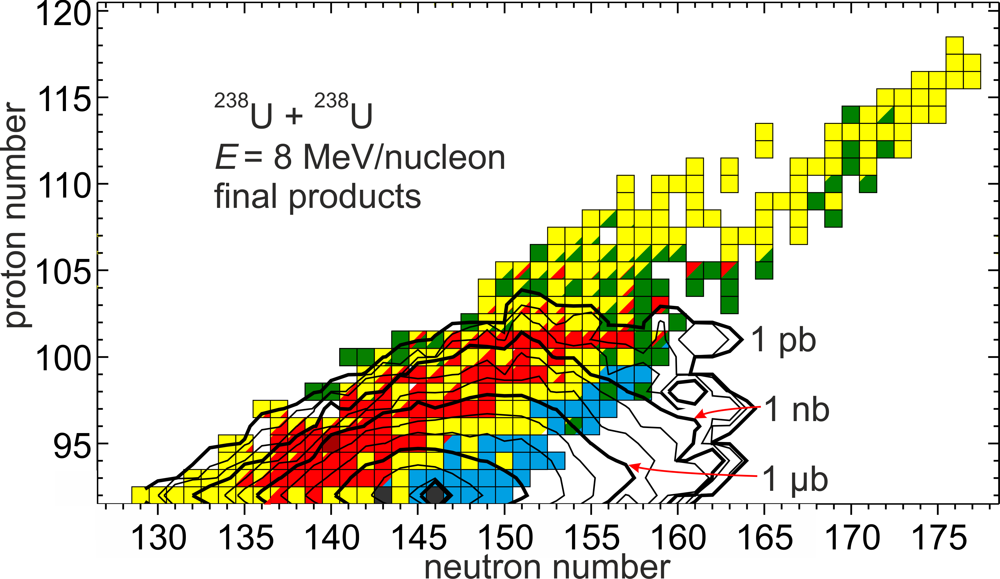 120
115
110
105
100
95
proton number
²³⁸U + ²³⁸U
E = 8 MeV/nucleon
final products
1 pb
1 nb
1 μb
130 135 140 145 150 155 160 165 170 175
neutron number